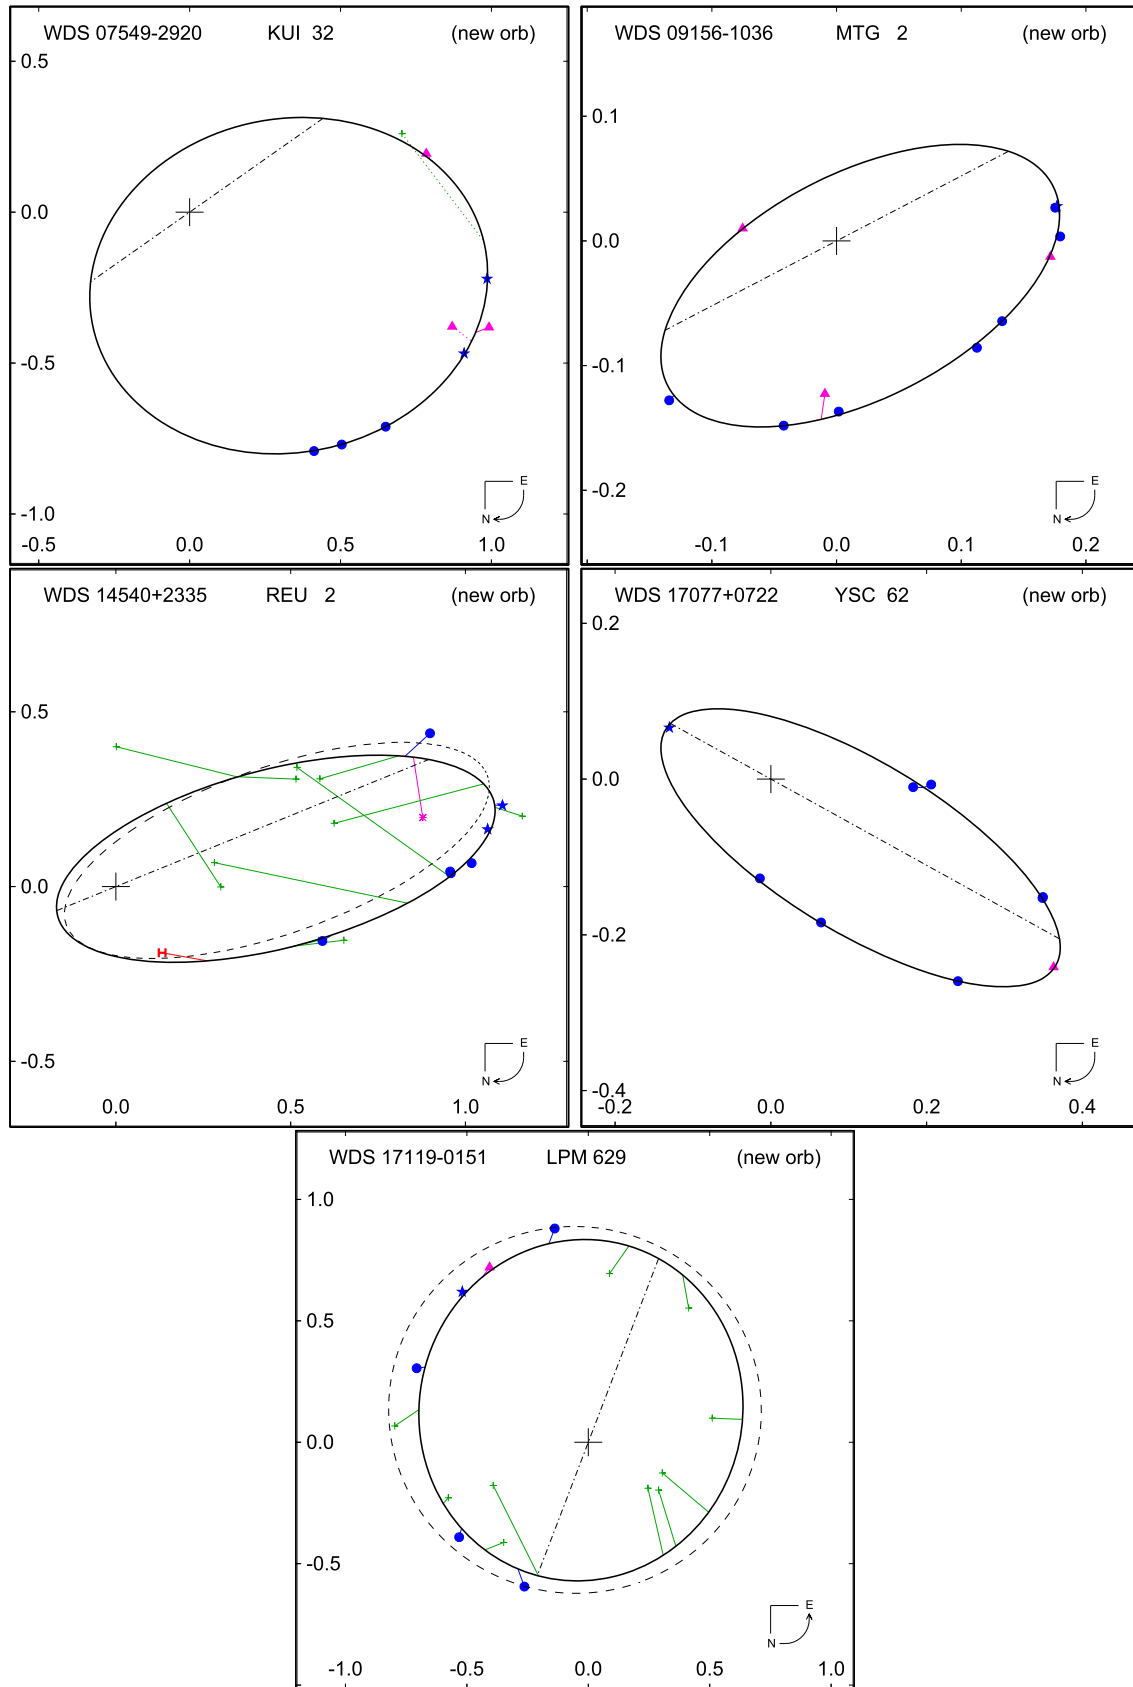 WDS 07549-2920 KUI 32 (new orb)
0.5
0.0
-0.5
-1.0
-0.5 0.0 0.5 1.0
E
N
WDS 09156-1036 MTG 2 (new orb)
0.1
0.0
-0.1
-0.2
-0.1 0.0 0.1 0.2
E
N
WDS 14540+2335 REU 2 (new orb)
0.5
0.0
H
-0.5
0.0 0.5 1.0
E
N
WDS 17077+0722 YSC 62 (new orb)
0.2
0.0
-0.2
-0.4
-0.2 0.0 0.2 0.4
E
N
WDS 17119-0151 LPM 629 (new orb)
1.0
0.5
0.0
-0.5
-1.0 -0.5 0.0 0.5 1.0
E
N